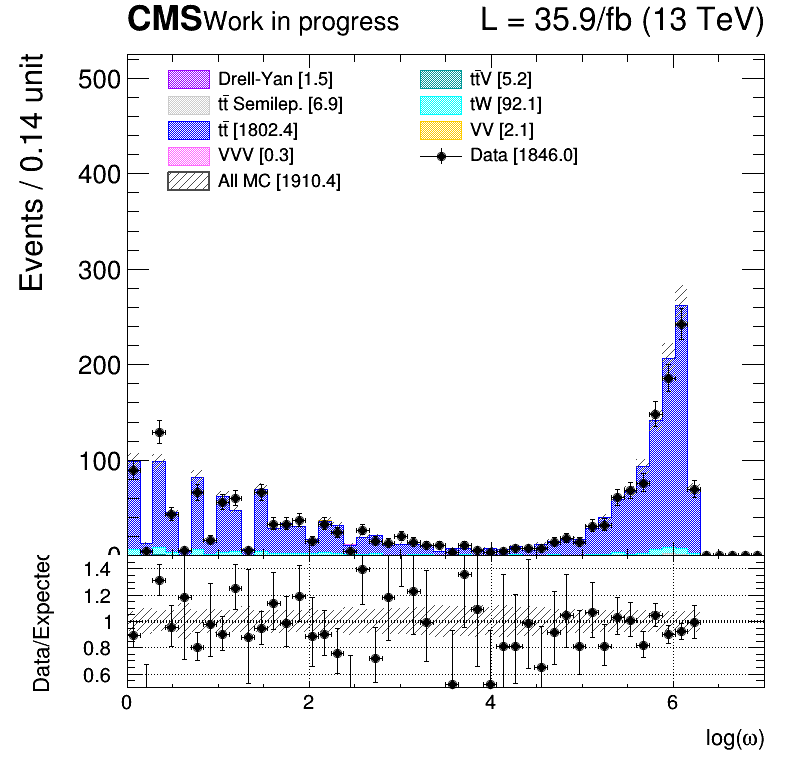 CMS Work in progress L = 35.9/fb (13 TeV)
Events / 0.14 unit
500
400
300
200
100
0
Drell-Yan [1.5]
tt̄ Semilep. [6.9]
tt̄ [1802.4]
VVV [0.3]
All MC [1910.4]
tt̄V [5.2]
tW [92.1]
VV [2.1]
Data [1846.0]
Data/Expected
1.4
1.2
1
0.8
0.6
0 2 4 6
log(ω)